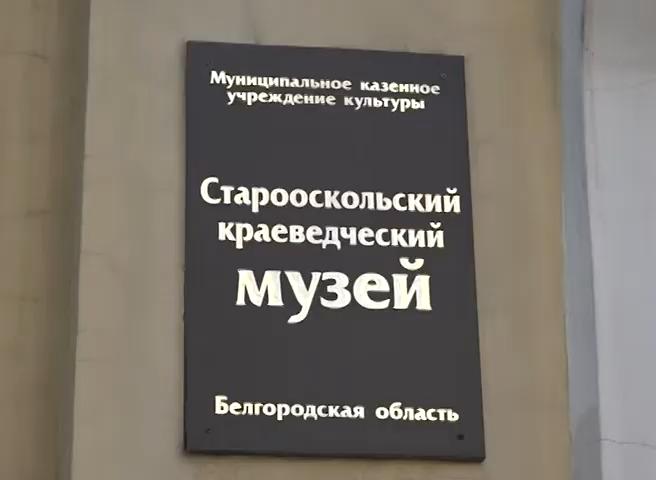 Муниципальное казенное
учреждение культуры
Старооскольский
краеведческий
музей
Белгородская область